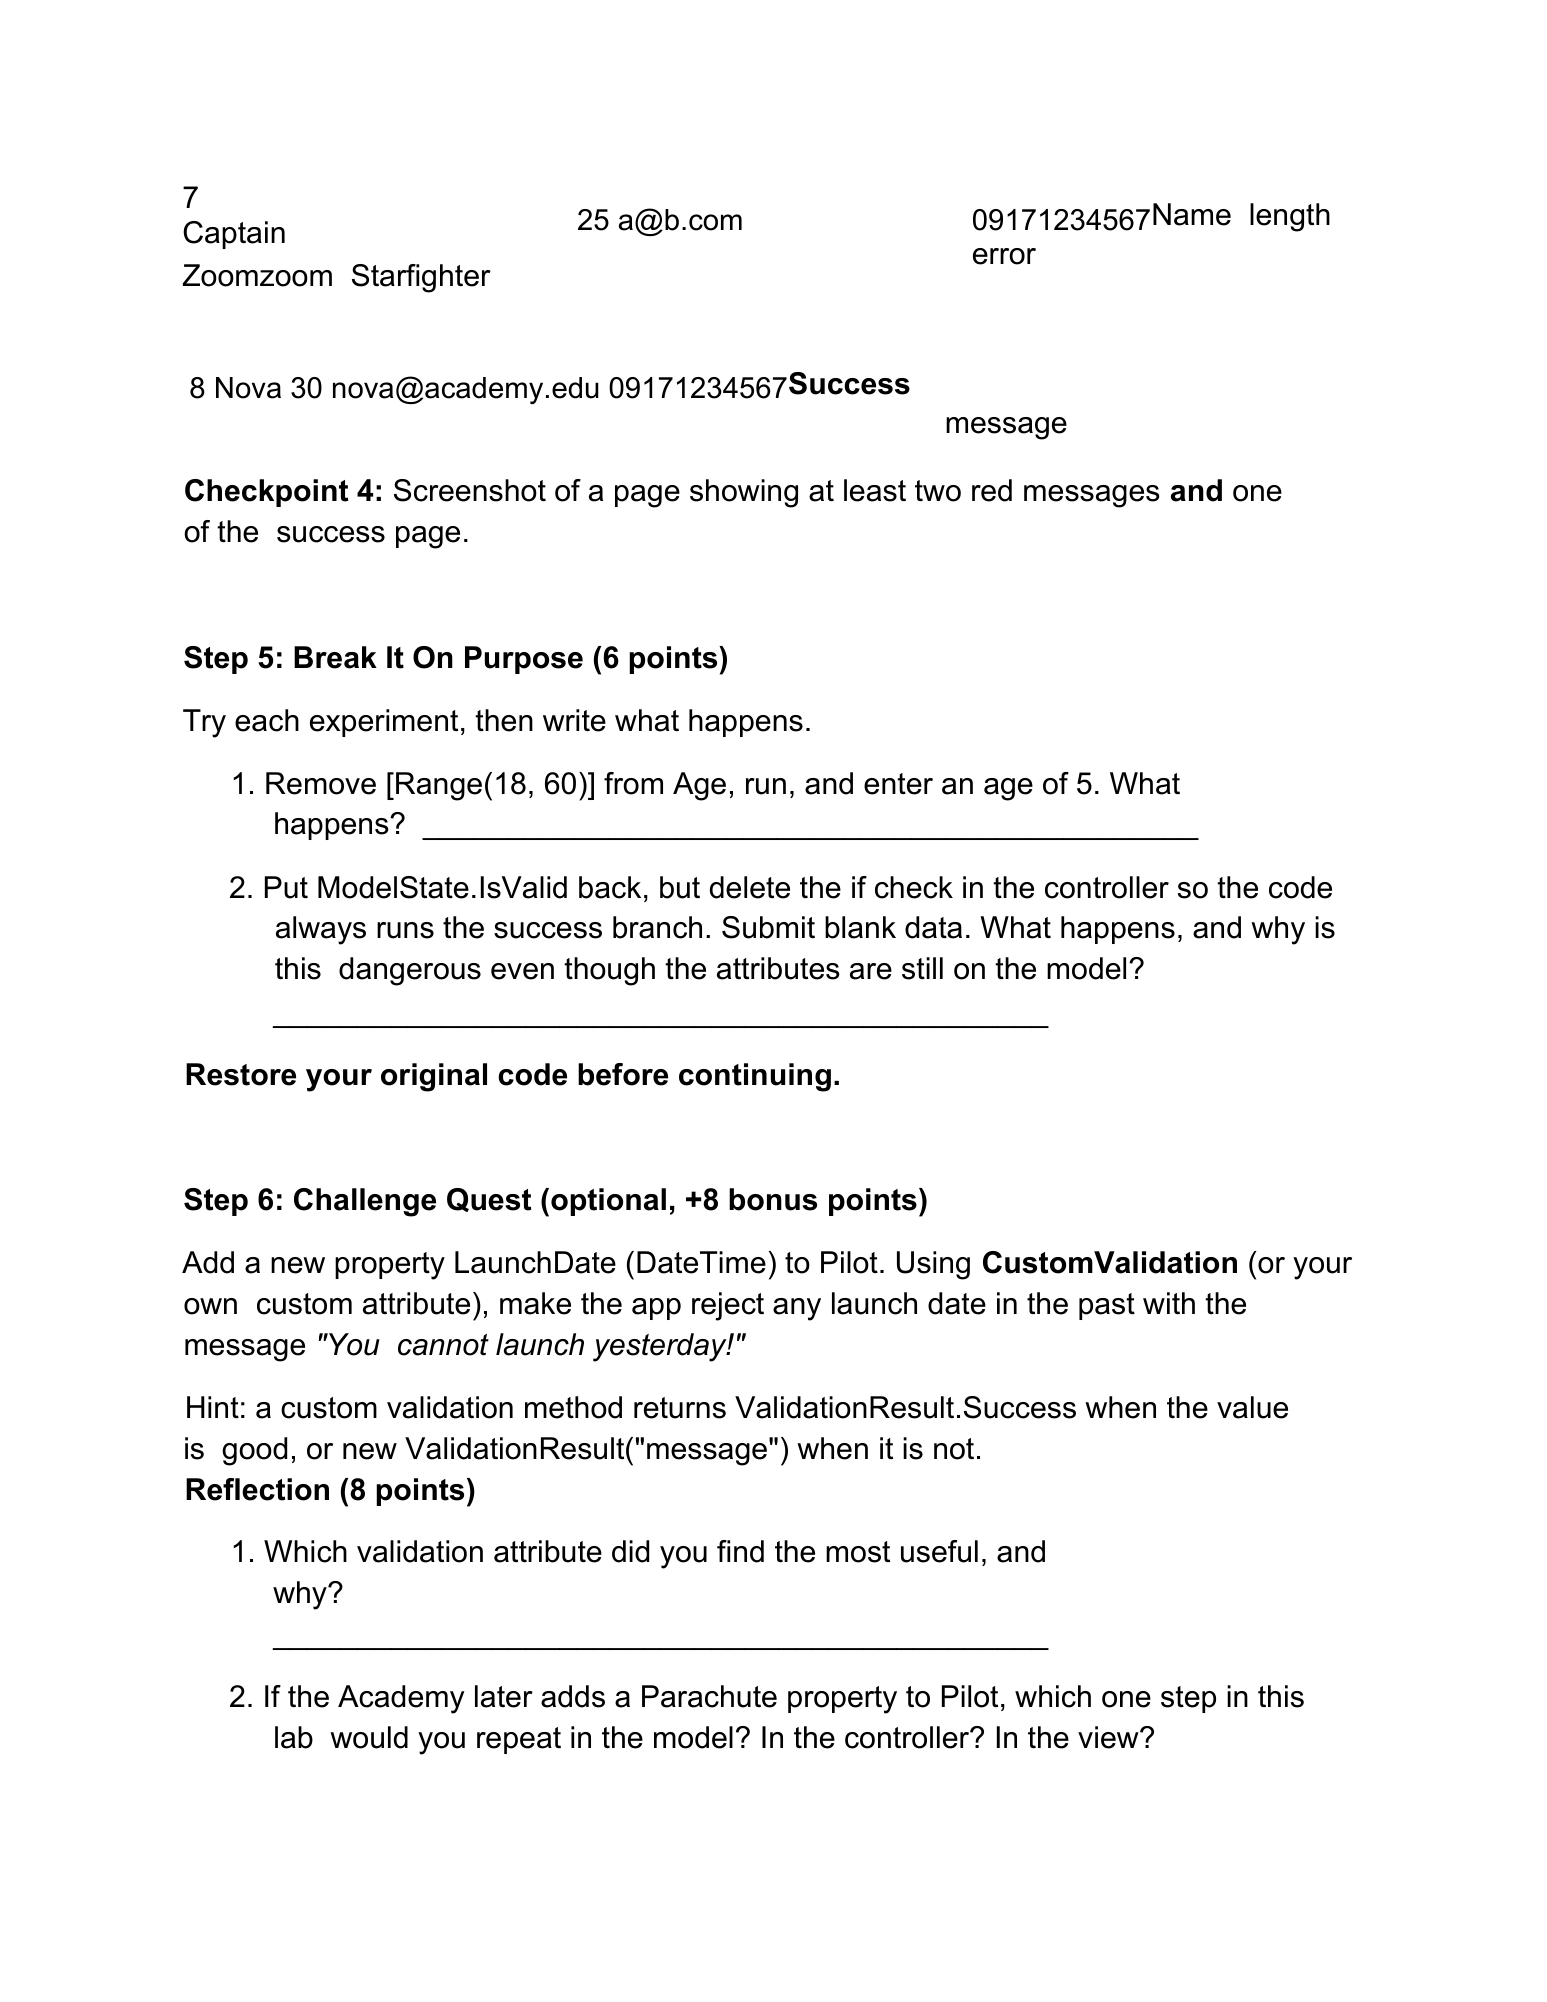 7
Captain
Zoomzoom Starfighter
25 a@b.com
09171234567Name length
error
8 Nova 30 nova@academy.edu 09171234567Success
message
Checkpoint 4: Screenshot of a page showing at least two red messages and one
of the success page.
Step 5: Break It On Purpose (6 points)
Try each experiment, then write what happens.
1. Remove [Range(18, 60)] from Age, run, and enter an age of 5. What
happens? _______________________________________________
2. Put ModelState.IsValid back, but delete the if check in the controller so the code
always runs the success branch. Submit blank data. What happens, and why is
this dangerous even though the attributes are still on the model?
_______________________________________________
Restore your original code before continuing.
Step 6: Challenge Quest (optional, +8 bonus points)
Add a new property LaunchDate (DateTime) to Pilot. Using CustomValidation (or your
own custom attribute), make the app reject any launch date in the past with the
message "You cannot launch yesterday!"
Hint: a custom validation method returns ValidationResult.Success when the value
is good, or new ValidationResult("message") when it is not.
Reflection (8 points)
1. Which validation attribute did you find the most useful, and
why?
_______________________________________________
2. If the Academy later adds a Parachute property to Pilot, which one step in this
lab would you repeat in the model? In the controller? In the view?